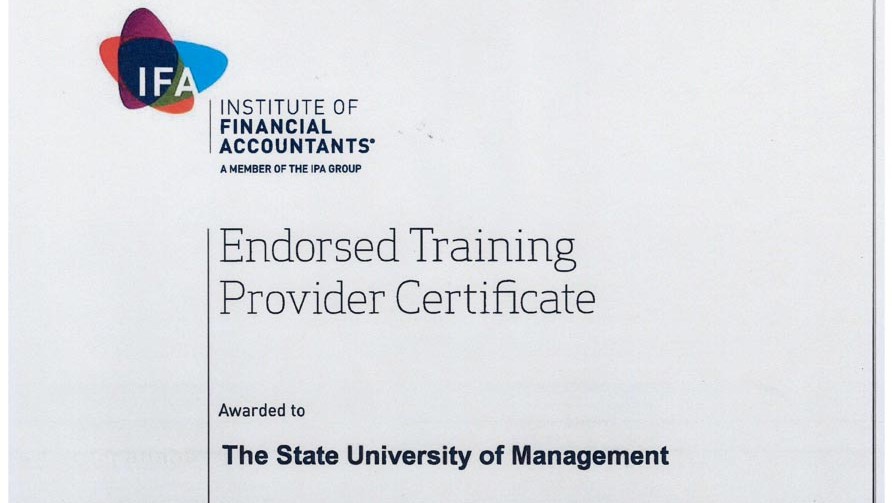 IFA
INSTITUTE OF
FINANCIAL
ACCOUNTANTS®
A MEMBER OF THE IPA GROUP
Endorsed Training
Provider Certificate
Awarded to
The State University of Management